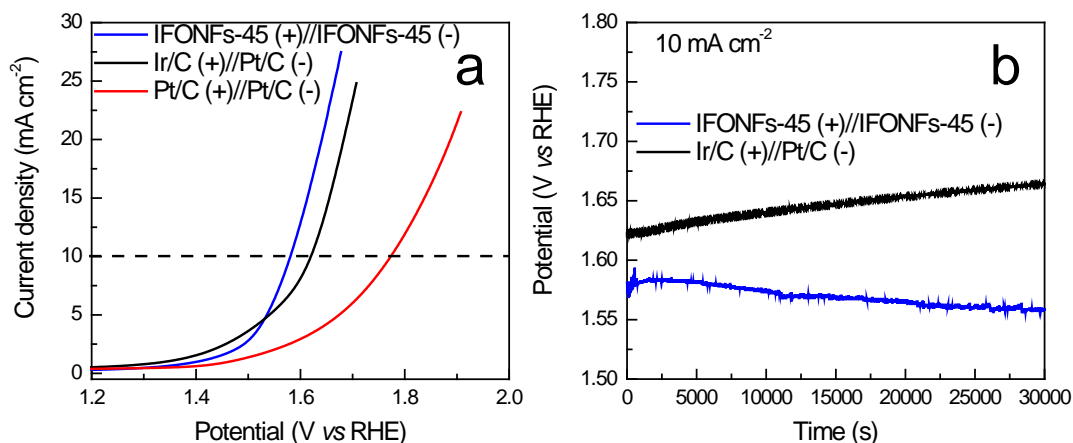 IFONFs-45 (+)//IFONFs-45 (-)
Ir/C (+)//Pt/C (-)
Pt/C (+)//Pt/C (-)
a
Current density (mA cm⁻²)
30
25
20
15
10
5
0
1.2 1.4 1.6 1.8 2.0
Potential (V vs RHE)
10 mA cm⁻²
b
IFONFs-45 (+)//IFONFs-45 (-)
Ir/C (+)//Pt/C (-)
Potential (V vs RHE)
1.80
1.75
1.70
1.65
1.60
1.55
1.50
0 5000 10000 15000 20000 25000 30000
Time (s)